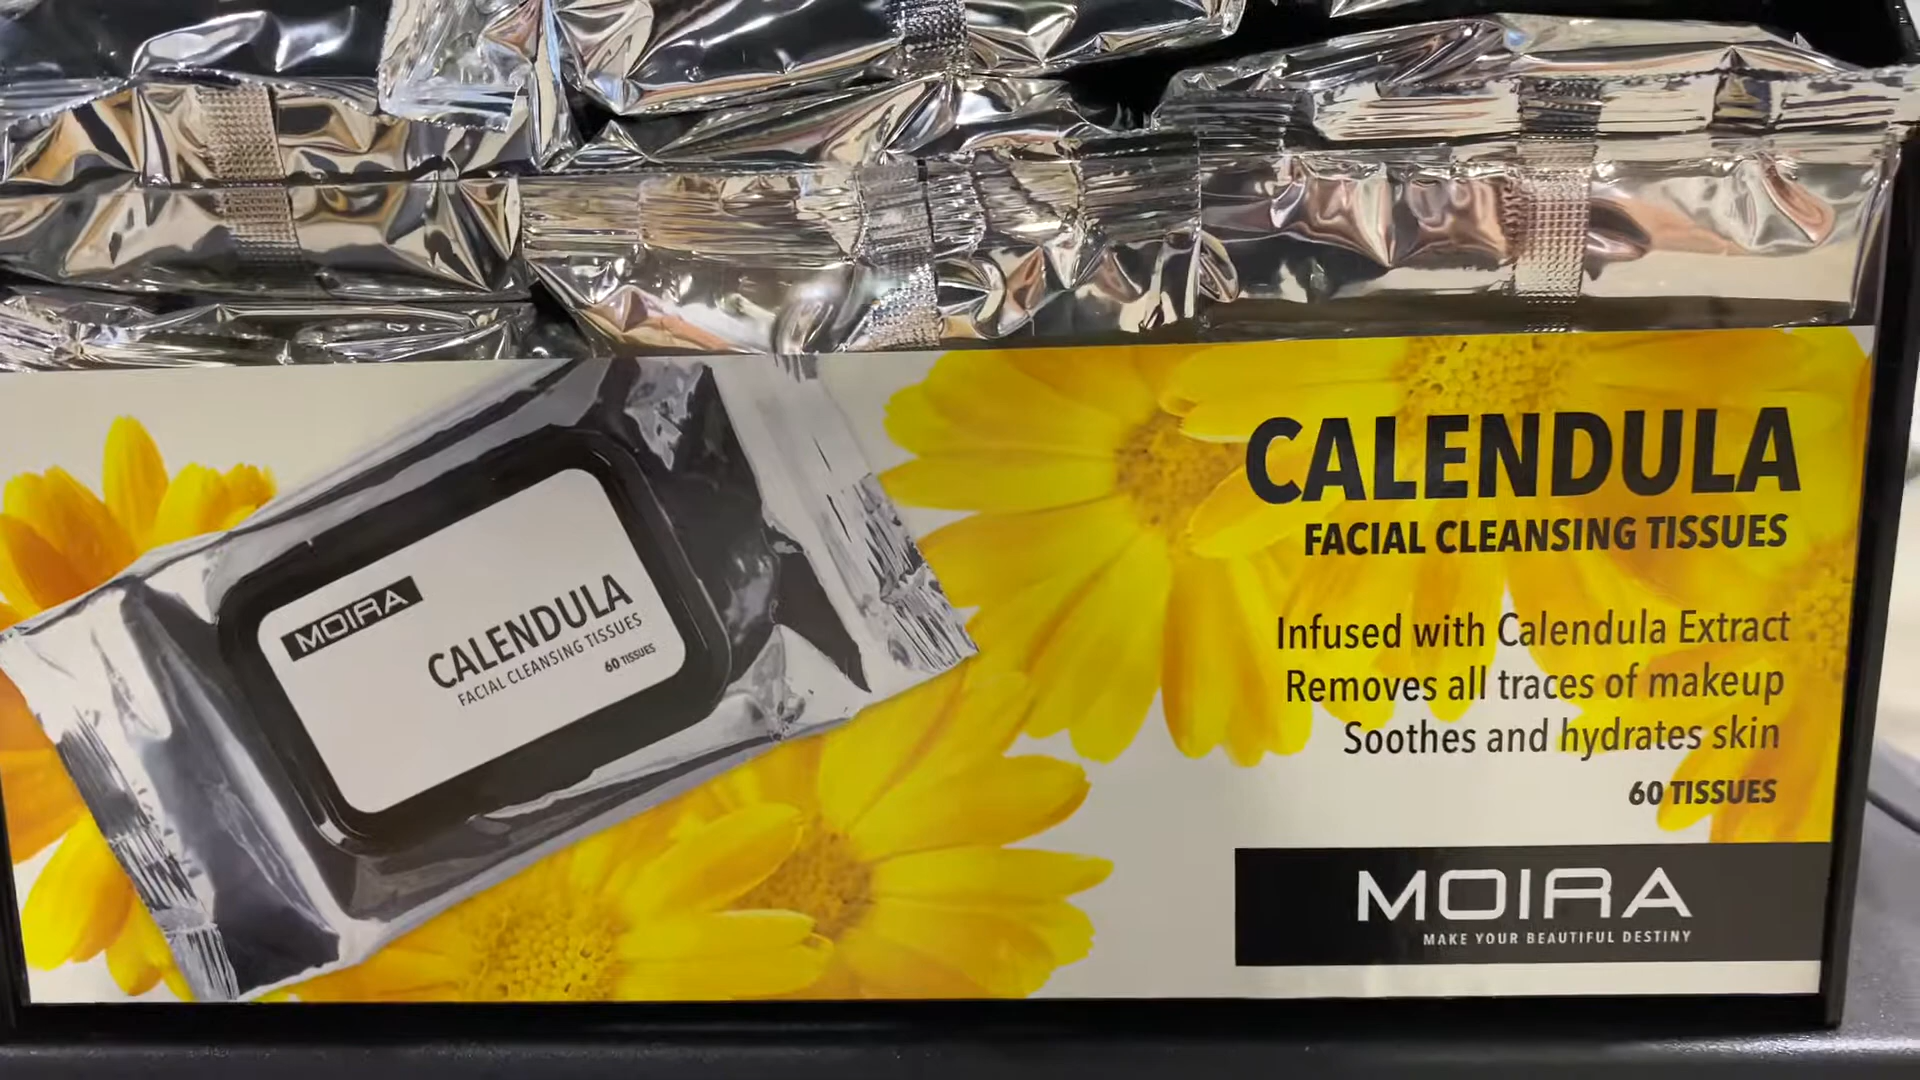 MOIRA
CALENDULA
FACIAL CLEANSING TISSUES
60 TISSUES
CALENDULA
FACIAL CLEANSING TISSUES
Infused with Calendula Extract
Removes all traces of makeup
Soothes and hydrates skin
60 TISSUES
MOIRA
MAKE YOUR BEAUTIFUL DESTINY